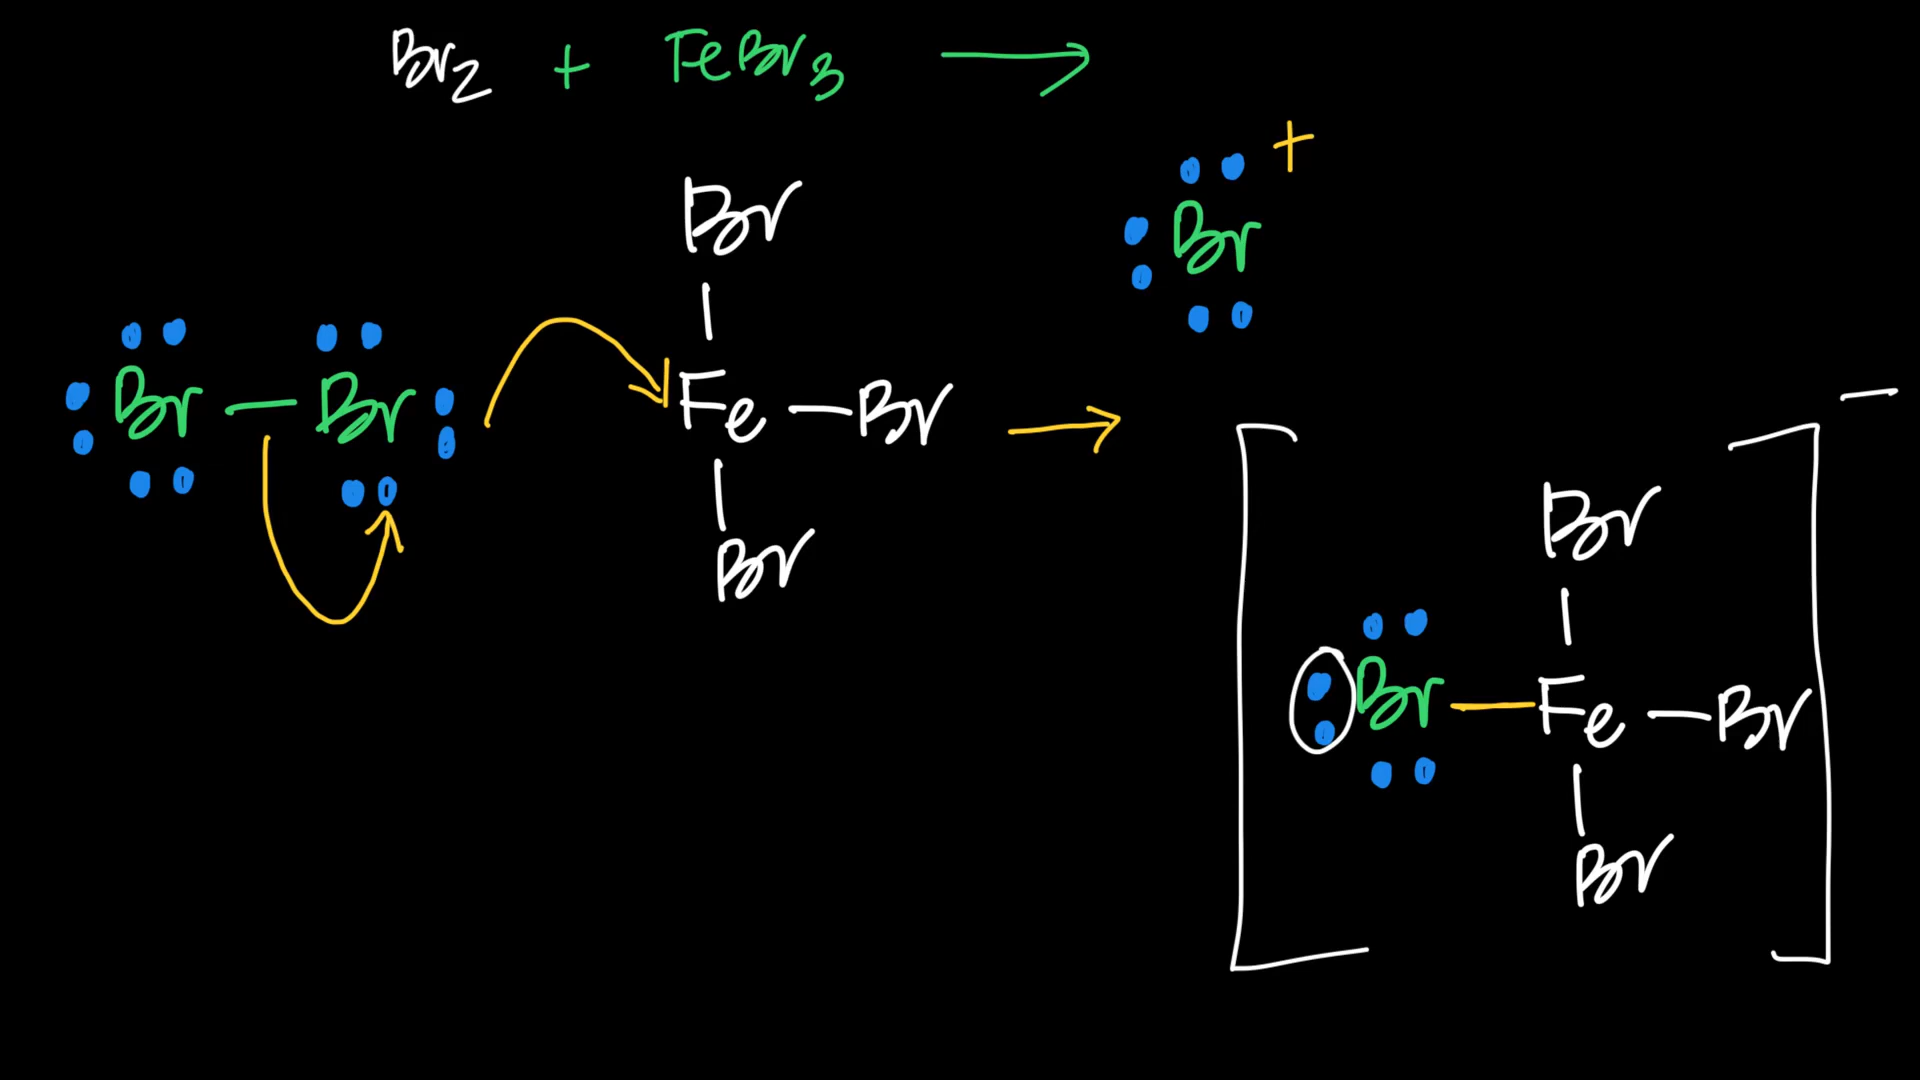 Br2 + FeBr3 →
Br
Br +
Br — Br
Fe — Br →
Br
[ Br
Br — Fe — Br
Br ] −